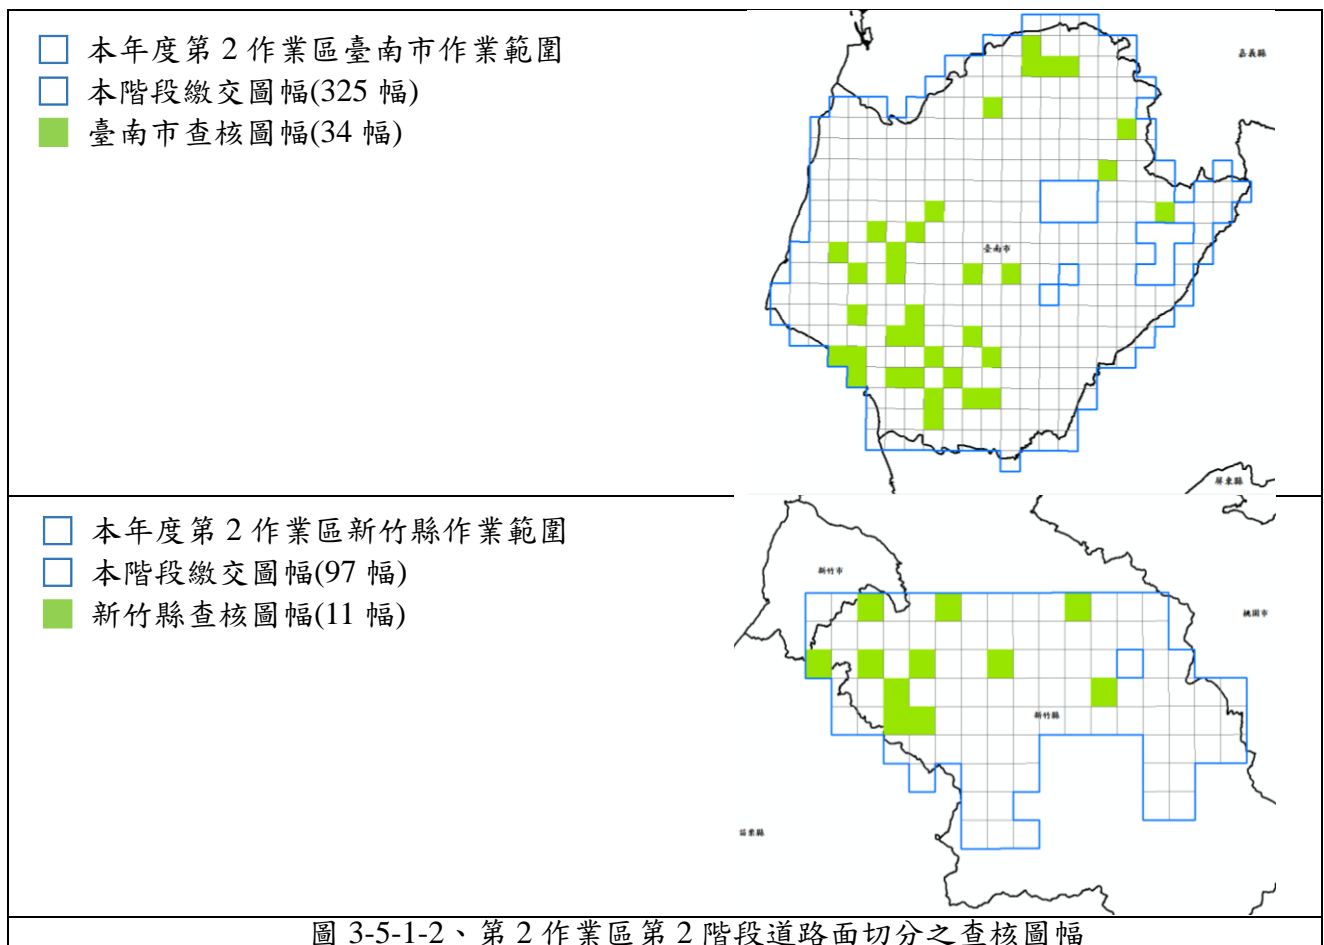 本年度第 2 作業區臺南市作業範圍
本階段繳交圖幅(325 幅)
臺南市查核圖幅(34 幅)
嘉義縣
臺南市
屏東縣
本年度第 2 作業區新竹縣作業範圍
本階段繳交圖幅(97 幅)
新竹縣查核圖幅(11 幅)
新竹市
桃園市
新竹縣
苗栗縣
圖 3-5-1-2、第 2 作業區第 2 階段道路面切分之查核圖幅